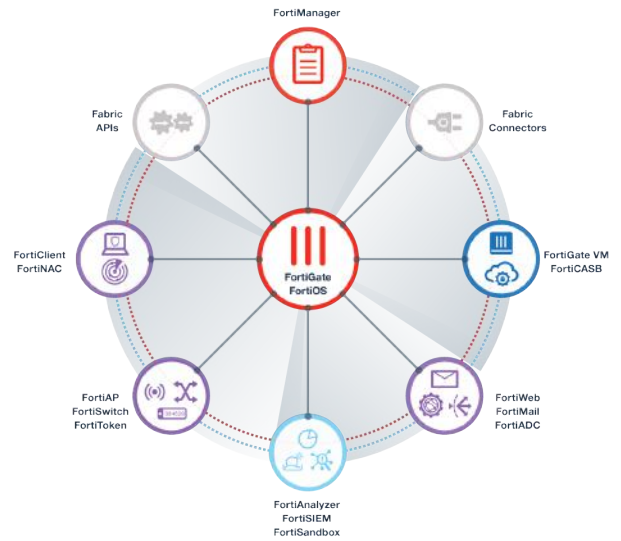 FortiManager
Fabric
APIs
Fabric
Connectors
FortiClient
FortiNAC
FortiGate
FortiOS
FortiGate VM
FortiCASB
FortiAP
FortiSwitch
FortiToken
FortiWeb
FortiMail
FortiADC
FortiAnalyzer
FortiSIEM
FortiSandbox